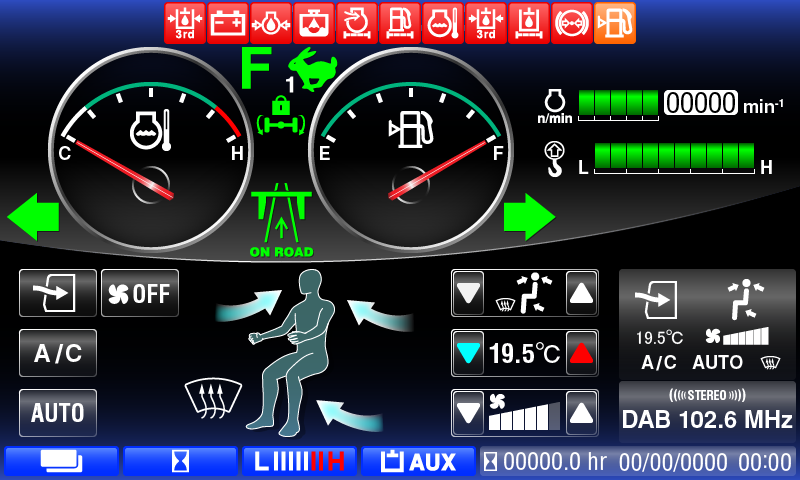 3rd
3rd
F
1
C
H
E
F
n/min
00000 min-1
L
H
ON ROAD
OFF
A/C
AUTO
19.5°C
19.5°C
A/C AUTO
STEREO
DAB 102.6 MHz
L H
AUX
00000.0 hr 00/00/0000 00:00